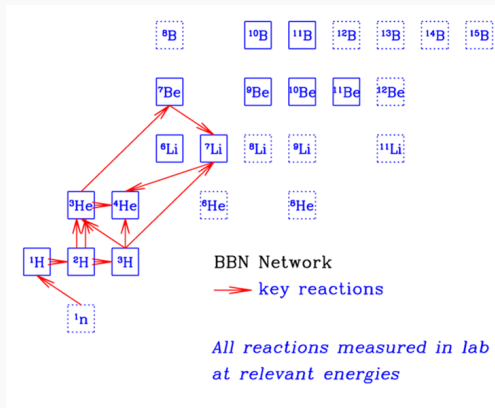 ⁸B ¹⁰B ¹¹B ¹²B ¹³B ¹⁴B ¹⁵B
⁷Be ⁹Be ¹⁰Be ¹¹Be ¹²Be
⁶Li ⁷Li ⁸Li ⁹Li ¹¹Li
³He ⁴He ⁶He ⁸He
¹H ²H ³H
BBN Network
key reactions
¹n
All reactions measured in lab
at relevant energies